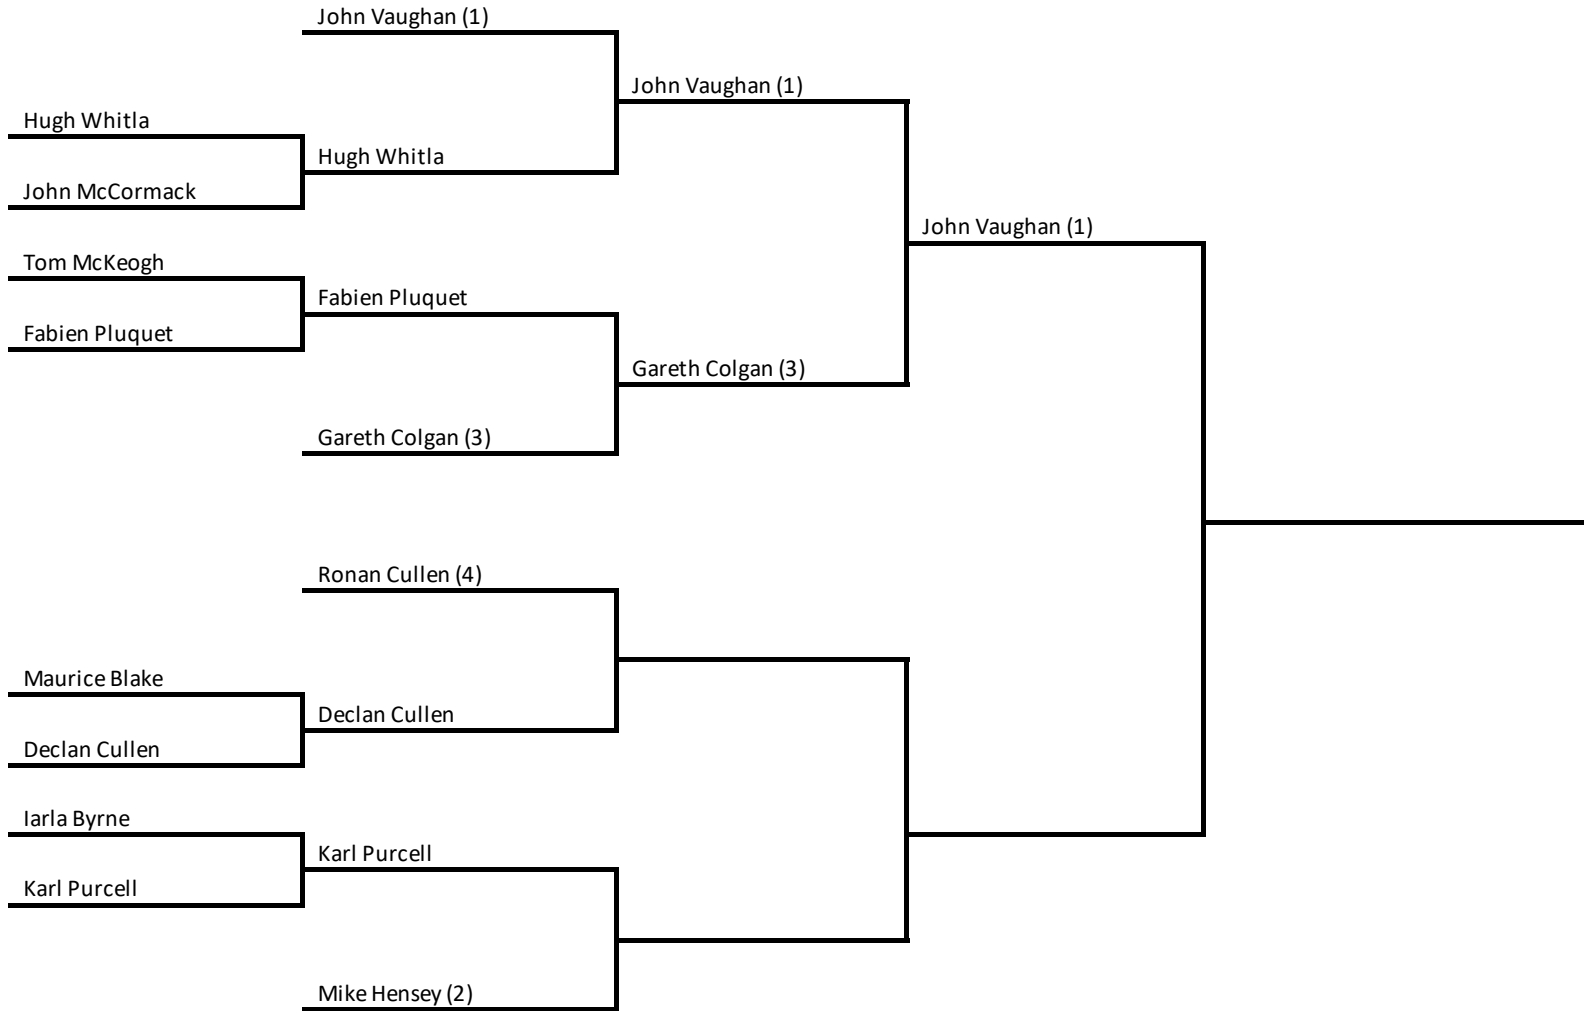 John Vaughan (1)
John Vaughan (1)
Hugh Whitla
Hugh Whitla
John McCormack
John Vaughan (1)
Tom McKeogh
Fabien Pluquet
Fabien Pluquet
Gareth Colgan (3)
Gareth Colgan (3)
Ronan Cullen (4)
Maurice Blake
Declan Cullen
Declan Cullen
Iarla Byrne
Karl Purcell
Karl Purcell
Mike Hensey (2)